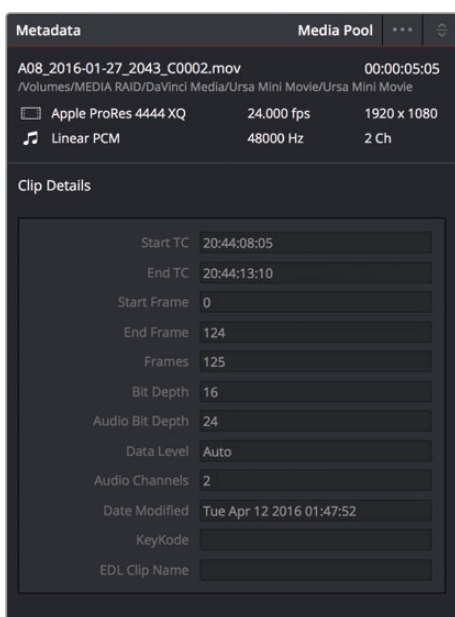 Metadata Media Pool •••
A08_2016-01-27_2043_C0002.mov 00:00:05:05
/Volumes/MEDIA RAID/DaVinci Media/Ursa Mini Movie/Ursa Mini Movie
Apple ProRes 4444 XQ 24.000 fps 1920 x 1080
Linear PCM 48000 Hz 2 Ch
Clip Details
Start TC 20:44:08:05
End TC 20:44:13:10
Start Frame 0
End Frame 124
Frames 125
Bit Depth 16
Audio Bit Depth 24
Data Level Auto
Audio Channels 2
Date Modified Tue Apr 12 2016 01:47:52
KeyKode
EDL Clip Name